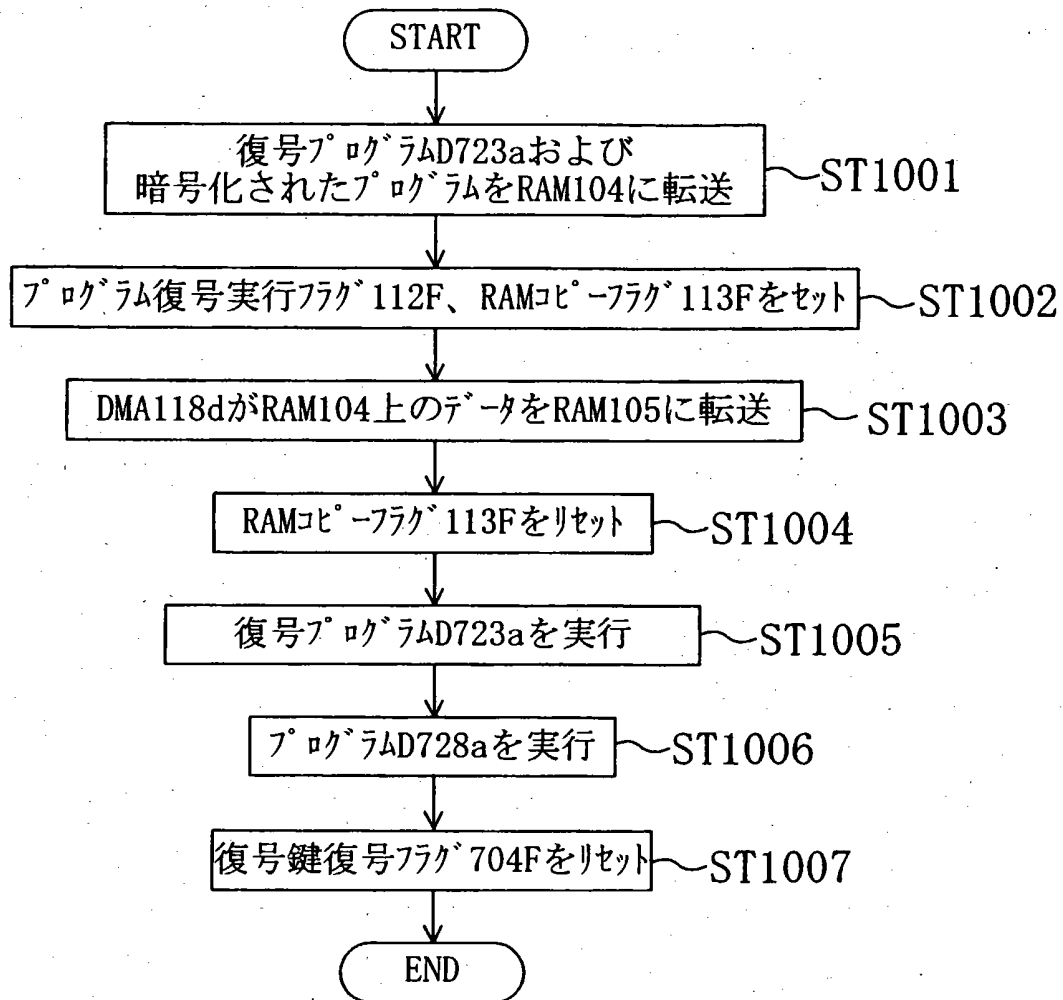 START
復号ﾌﾟﾛｸﾞﾗﾑD723aおよび
暗号化されたﾌﾟﾛｸﾞﾗﾑをRAM104に転送
ST1001
ﾌﾟﾛｸﾞﾗﾑ復号実行ﾌﾗｸﾞ112F、RAMｺﾋﾟｰﾌﾗｸﾞ113Fをｾｯﾄ
ST1002
DMA118dがRAM104上のﾃﾞｰﾀをRAM105に転送
ST1003
RAMｺﾋﾟｰﾌﾗｸﾞ113Fをﾘｾｯﾄ
ST1004
復号ﾌﾟﾛｸﾞﾗﾑD723aを実行
ST1005
ﾌﾟﾛｸﾞﾗﾑD728aを実行
ST1006
復号鍵復号ﾌﾗｸﾞ704Fをﾘｾｯﾄ
ST1007
END